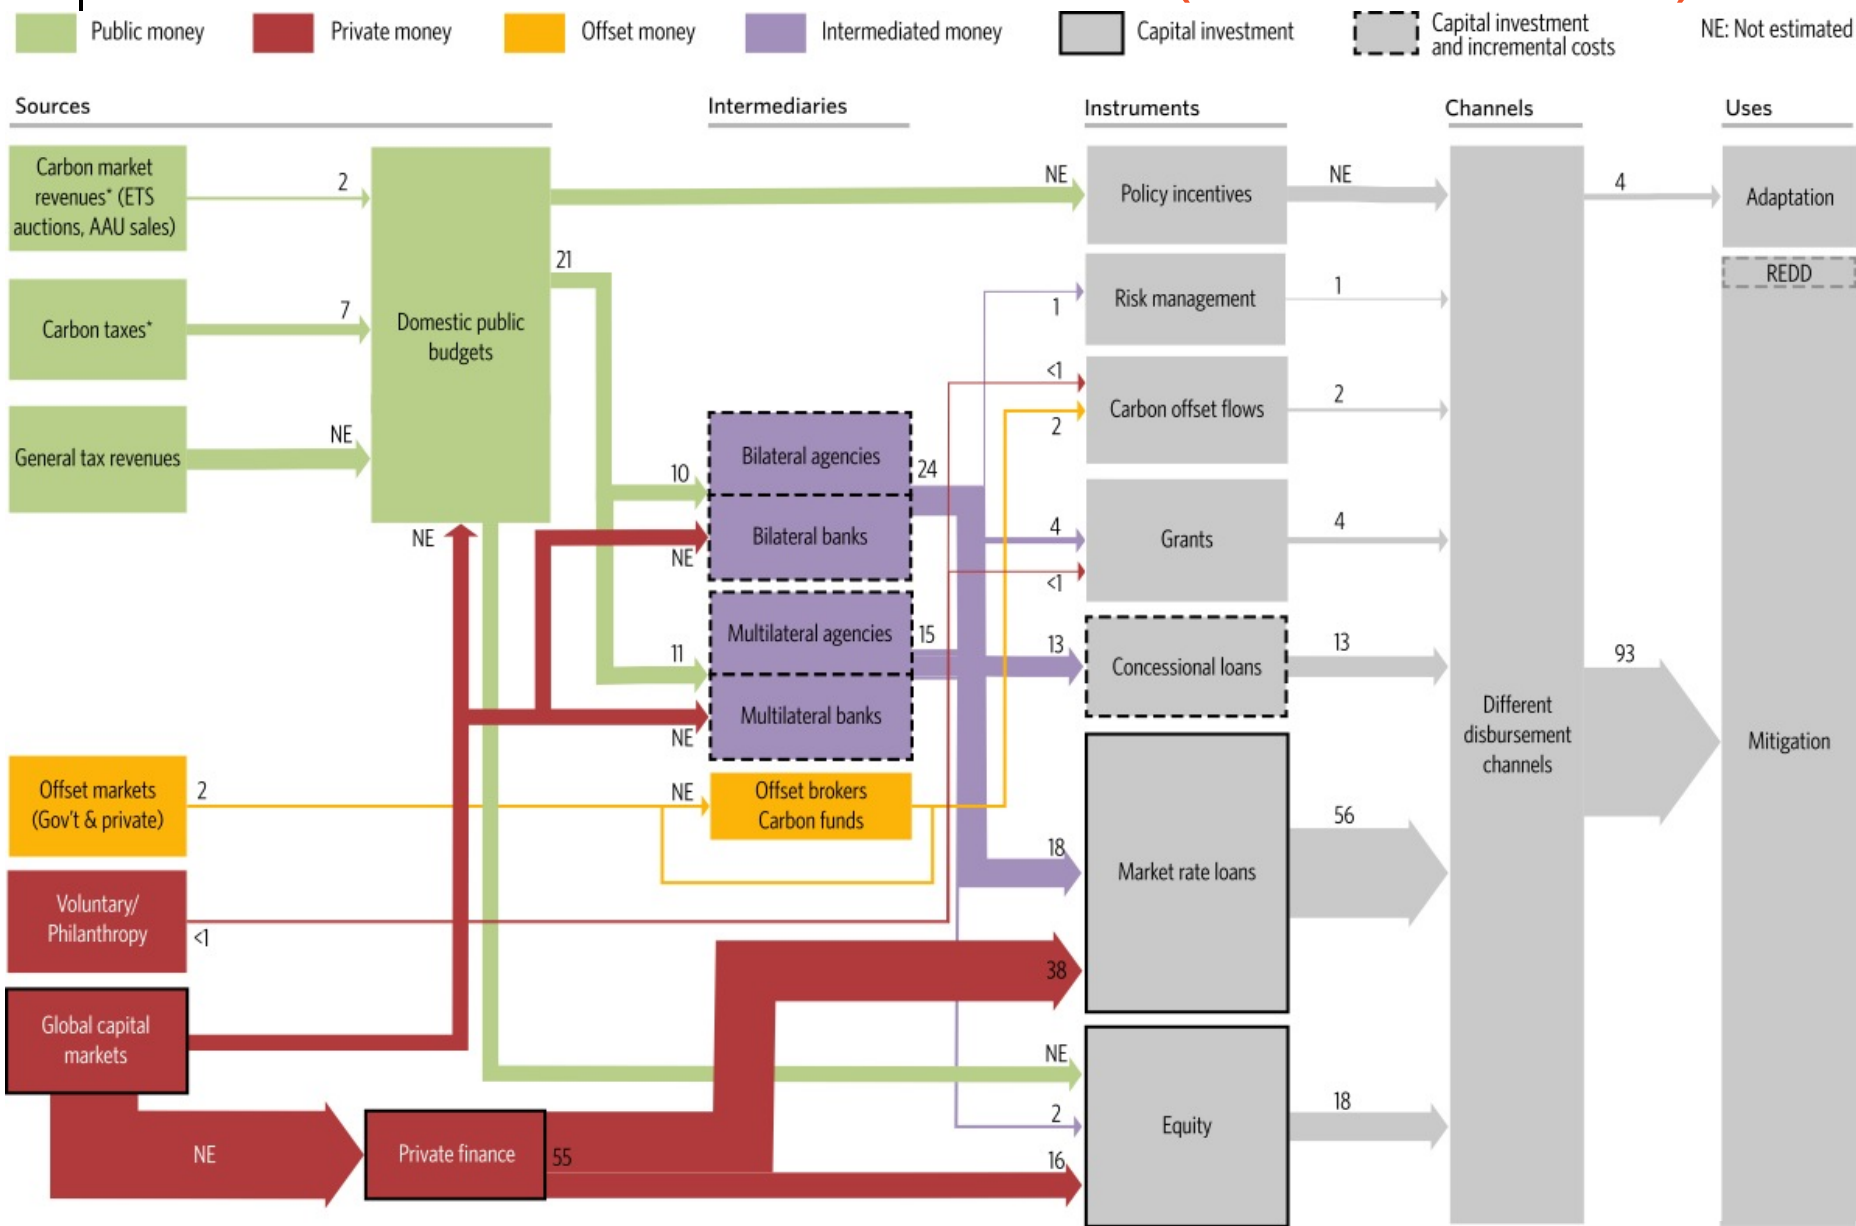 Public money
Private money
Offset money
Intermediated money
Capital investment
Capital investment
and incremental costs
NE: Not estimated
Sources
Intermediaries
Instruments
Channels
Uses
Carbon market
revenues* (ETS
auctions, AAU sales)
2
Carbon taxes*
7
General tax revenues
NE
Domestic public
budgets
21
NE
NE
10
11
NE
NE
Bilateral agencies
Bilateral banks
24
Multilateral agencies
Multilateral banks
15
Offset markets
(Gov't & private)
2
NE
Offset brokers
Carbon funds
Voluntary/
Philanthropy
<1
Global capital
markets
NE
Private finance
55
Policy incentives
NE
1
Risk management
1
<1
2
Carbon offset flows
2
4
<1
Grants
4
13
Concessional loans
13
18
38
Market rate loans
56
NE
2
16
Equity
18
Different
disbursement
channels
4
93
Adaptation
REDD
Mitigation